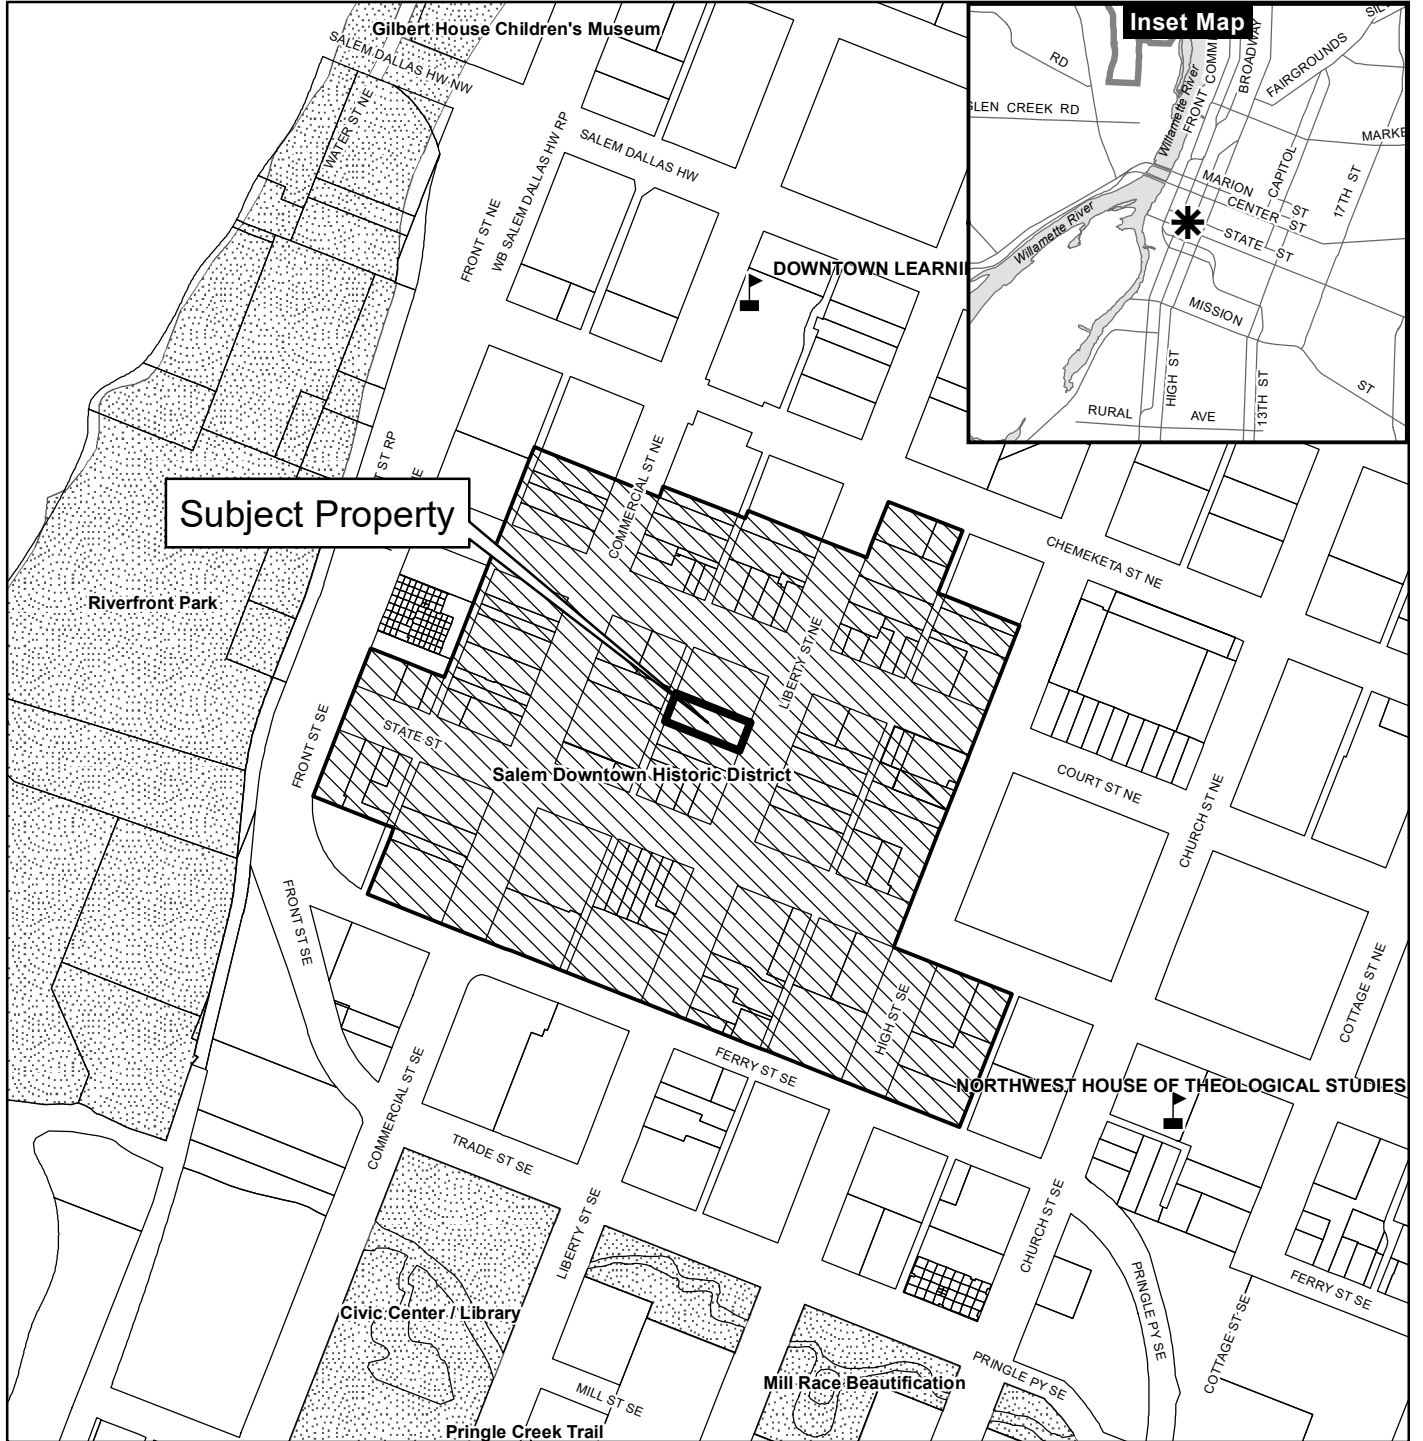 Gilbert House Children's Museum
SALEM DALLAS HW NW
WATER ST NE
FRONT ST NE
WB SALEM DALLAS HW RP
SALEM DALLAS HW
DOWNTOWN
Inset Map
RD
GLEN CREEK RD
Willamette River
FRONT
BROADWAY
FAIRGROUNDS
MARION ST
CENTER ST
STATE ST
CAPITOL
17TH ST
Willamette River
MISSION ST
HIGH ST
13TH ST
RURAL AVE
ST RP
COMMERCIAL ST NE
Subject Property
CHEMEKETA ST NE
Riverfront Park
LIBERTY ST NE
FRONT ST SE
STATE ST
Salem Downtown Historic District
COURT ST NE
CHURCH ST NE
FRONT ST SE
COTTAGE ST NE
HIGH ST SE
FERRY ST SE
COMMERCIAL ST SE
NORTHWEST HOUSE OF THEOLOGICAL STUDIES
TRADE ST SE
LIBERTY ST SE
CHURCH ST SE
PRINGLE PY SE
FERRY ST SE
Civic Center / Library
COTTAGE ST SE
PRINGLE PY SE
Mill Race Beautification
MILL ST SE
Pringle Creek Trail